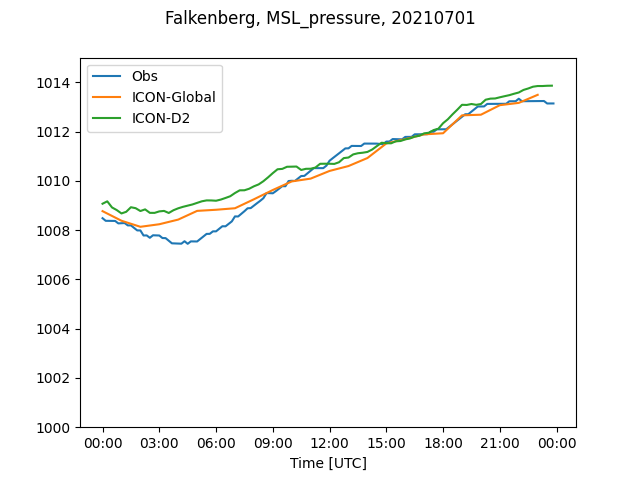 Falkenberg, MSL_pressure, 20210701
Obs
ICON-Global
ICON-D2
1014
1012
1010
1008
1006
1004
1002
1000
00:00 03:00 06:00 09:00 12:00 15:00 18:00 21:00 00:00
Time [UTC]